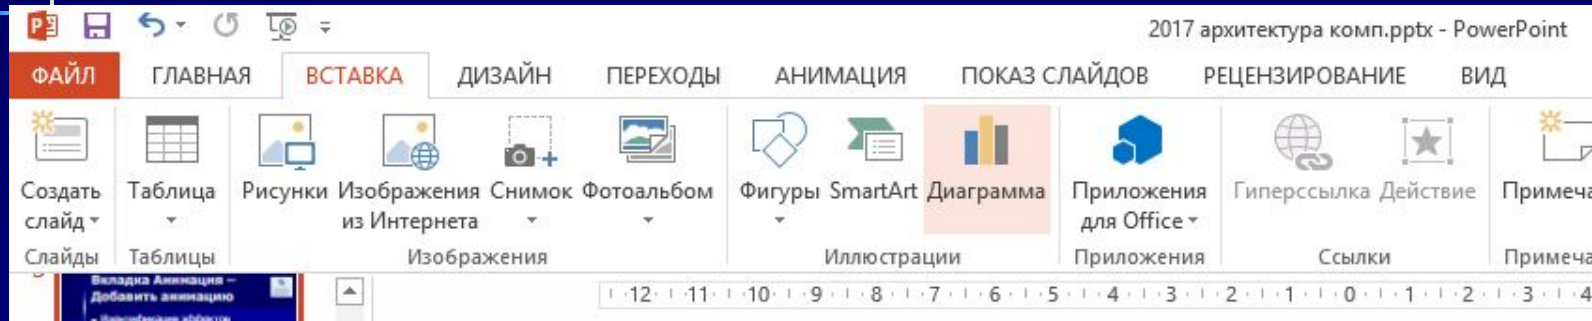 2017 архитектура комп.pptx - PowerPoint
ФАЙЛ ГЛАВНАЯ ВСТАВКА ДИЗАЙН ПЕРЕХОДЫ АНИМАЦИЯ ПОКАЗ СЛАЙДОВ РЕЦЕНЗИРОВАНИЕ ВИД
Создать Таблица Рисунки Изображения Снимок Фотоальбом Фигуры SmartArt Диаграмма Приложения Гиперссылка Действие Примеча
слайд из Интернета для Office
Слайды Таблицы Изображения Иллюстрации Приложения Ссылки Примеча
Вкладка Анимация –
Добавить анимацию
12 11 10 9 8 7 6 5 4 3 2 1 0 1 2 3 4